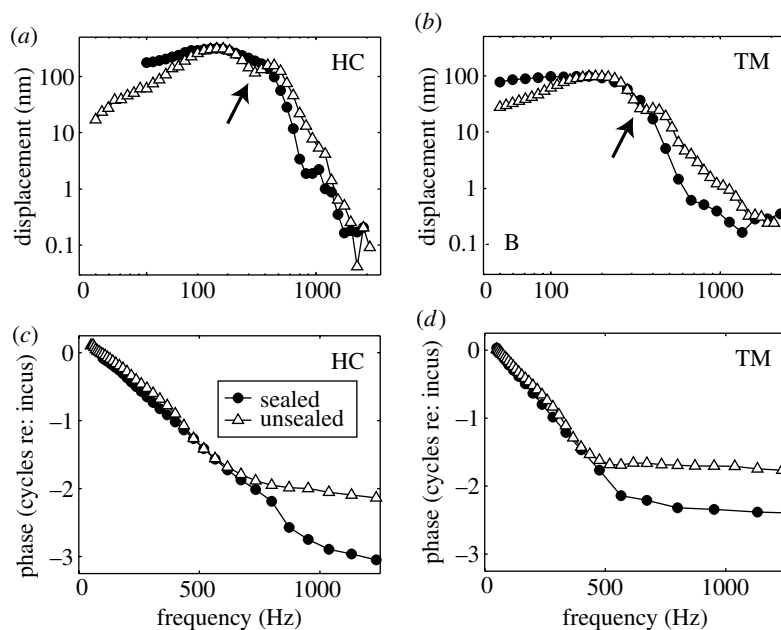 (a)
HC
displacement (nm)
100
10
1
0.1
0 100 1000
(b)
TM
displacement (nm)
100
10
1
0.1
B
0 100 1000
(c)
HC
sealed
unsealed
phase (cycles re: incus)
0
−1
−2
−3
0 500 1000
frequency (Hz)
(d)
TM
phase (cycles re: incus)
0
−1
−2
−3
0 500 1000
frequency (Hz)